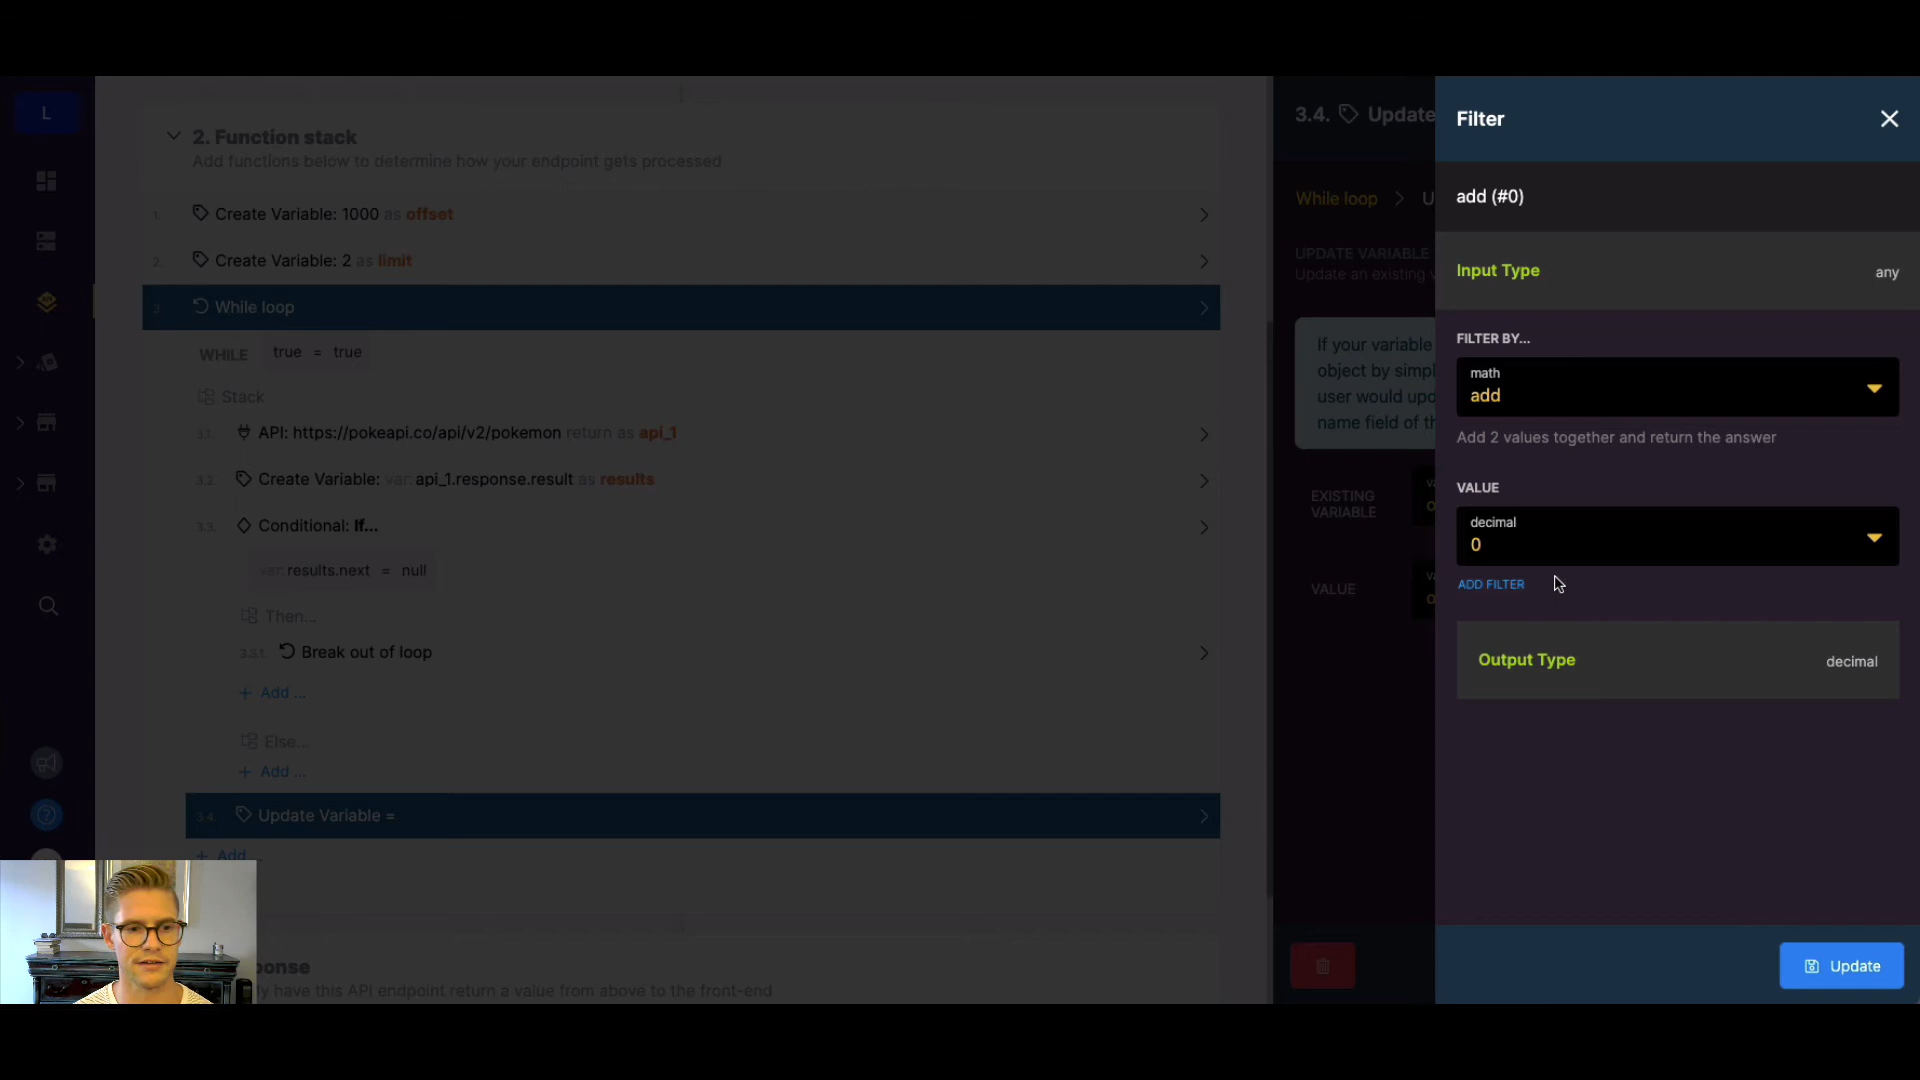 L
2. Function stack
Add functions below to determine how your endpoint gets processed
1. Create Variable: 1000 as offset
2. Create Variable: 2 as limit
3 While loop
WHILE true = true
Stack
3.1. API: https://pokeapi.co/api/v2/pokemon return as api_1
3.2. Create Variable: var: api_1.response.result as results
3.3. Conditional: If...
var: results.next = null
Then...
3.3.1. Break out of loop
+ Add ...
Else...
+ Add ...
3.4. Update Variable =
+ Add
ponse
have this API endpoint return a value from above to the front-end
3.4. Update
While loop > U
UPDATE VARIABLE
Update an existing
If your variable
object by simpl
user would upd
name field of th
EXISTING
VARIABLE
VALUE
Filter
add (#0)
Input Type any
FILTER BY...
math
add
Add 2 values together and return the answer
VALUE
decimal
0
ADD FILTER
Output Type decimal
Update